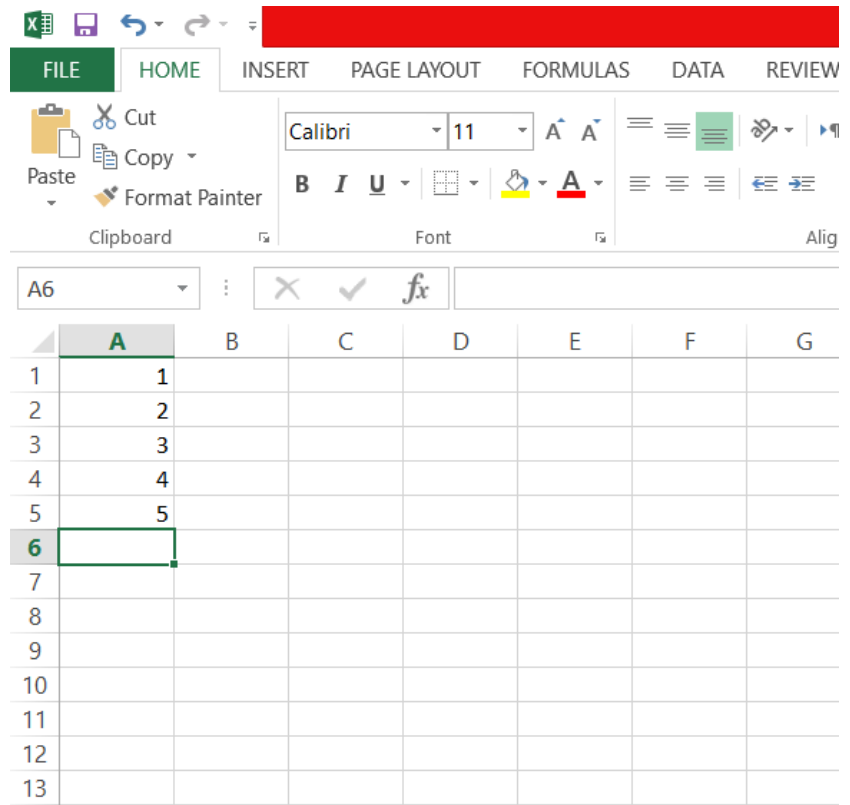 FILE HOME INSERT PAGE LAYOUT FORMULAS DATA REVIEW
Cut
Copy
Paste
Format Painter
Clipboard
Calibri 11 A A
B I U A
Font
Alig
A6 fx
A B C D E F G
1 1
2 2
3 3
4 4
5 5
6
7
8
9
10
11
12
13